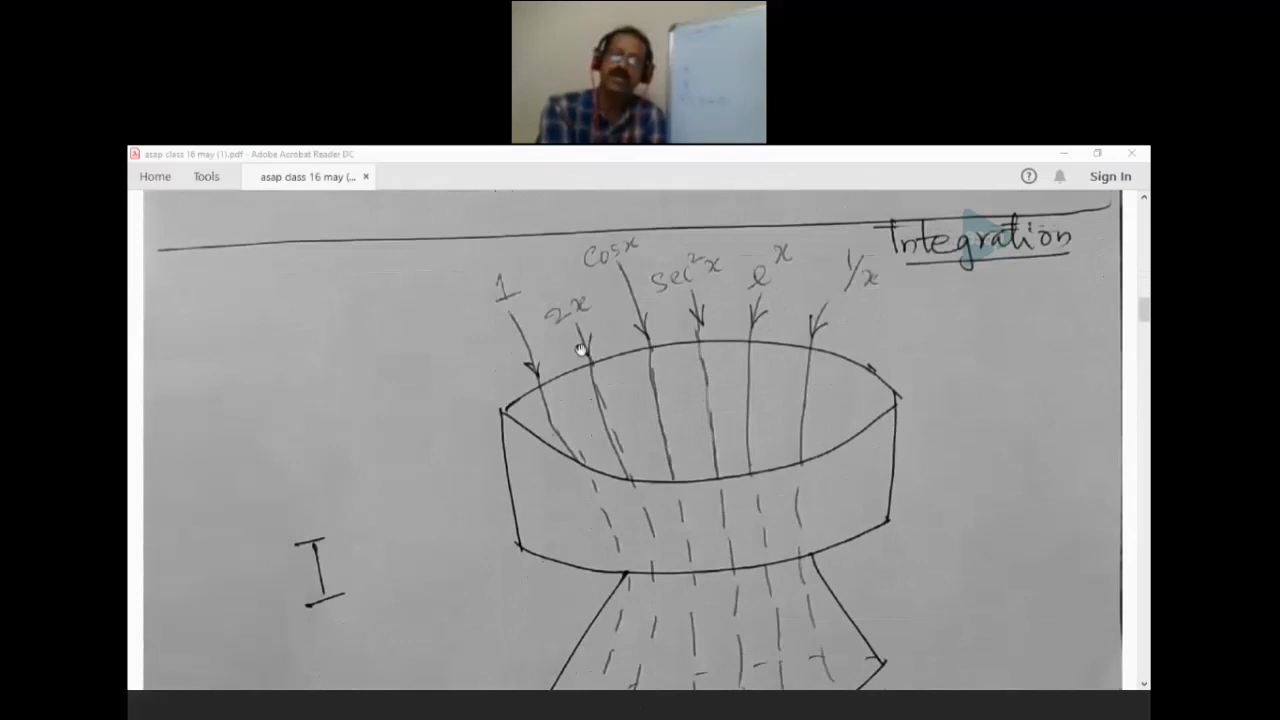 asap class 16 may (1).pdf - Adobe Acrobat Reader DC
Home Tools asap class 16 may (... × Sign In
Integration
1 2x cosx sec²x e^x 1/x
I